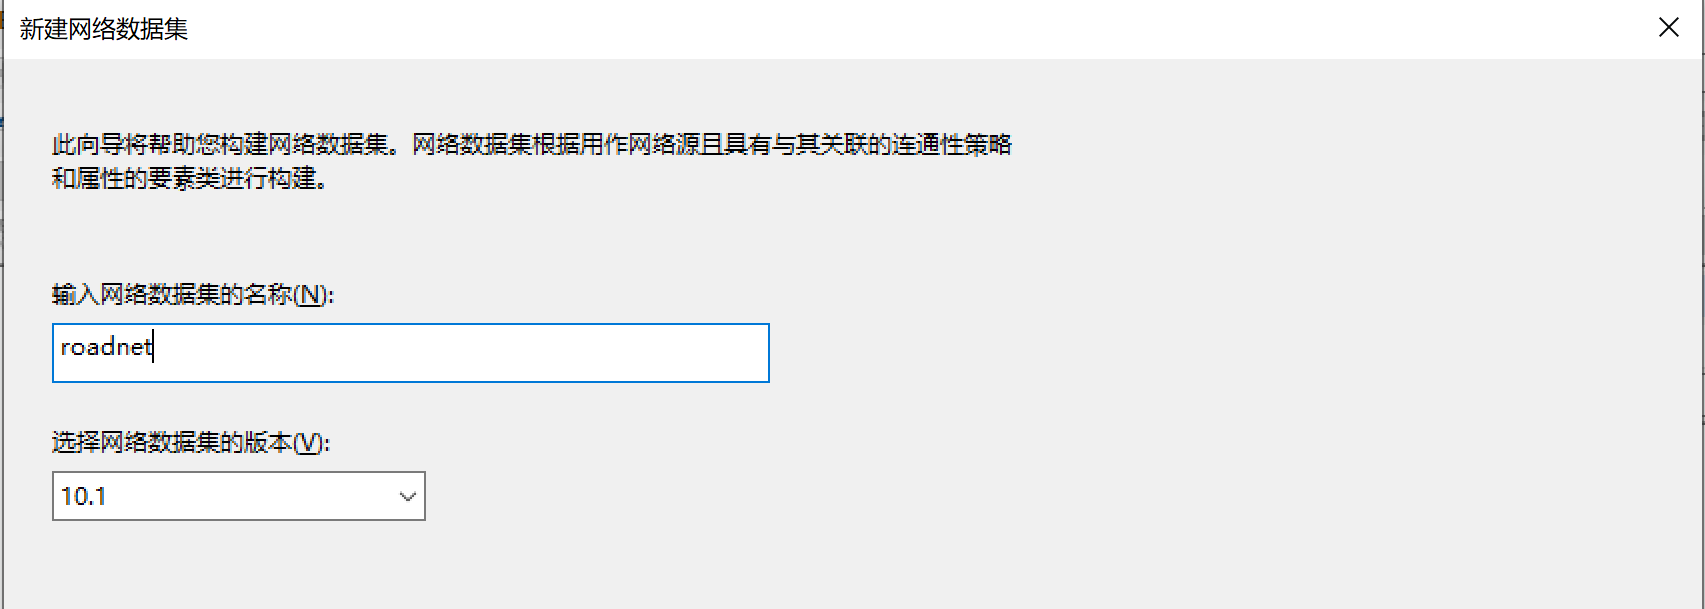 新建网络数据集
此向导将帮助您构建网络数据集。网络数据集根据用作网络源且具有与其关联的连通性策略
和属性的要素类进行构建。
输入网络数据集的名称(N):
roadnet
选择网络数据集的版本(V):
10.1